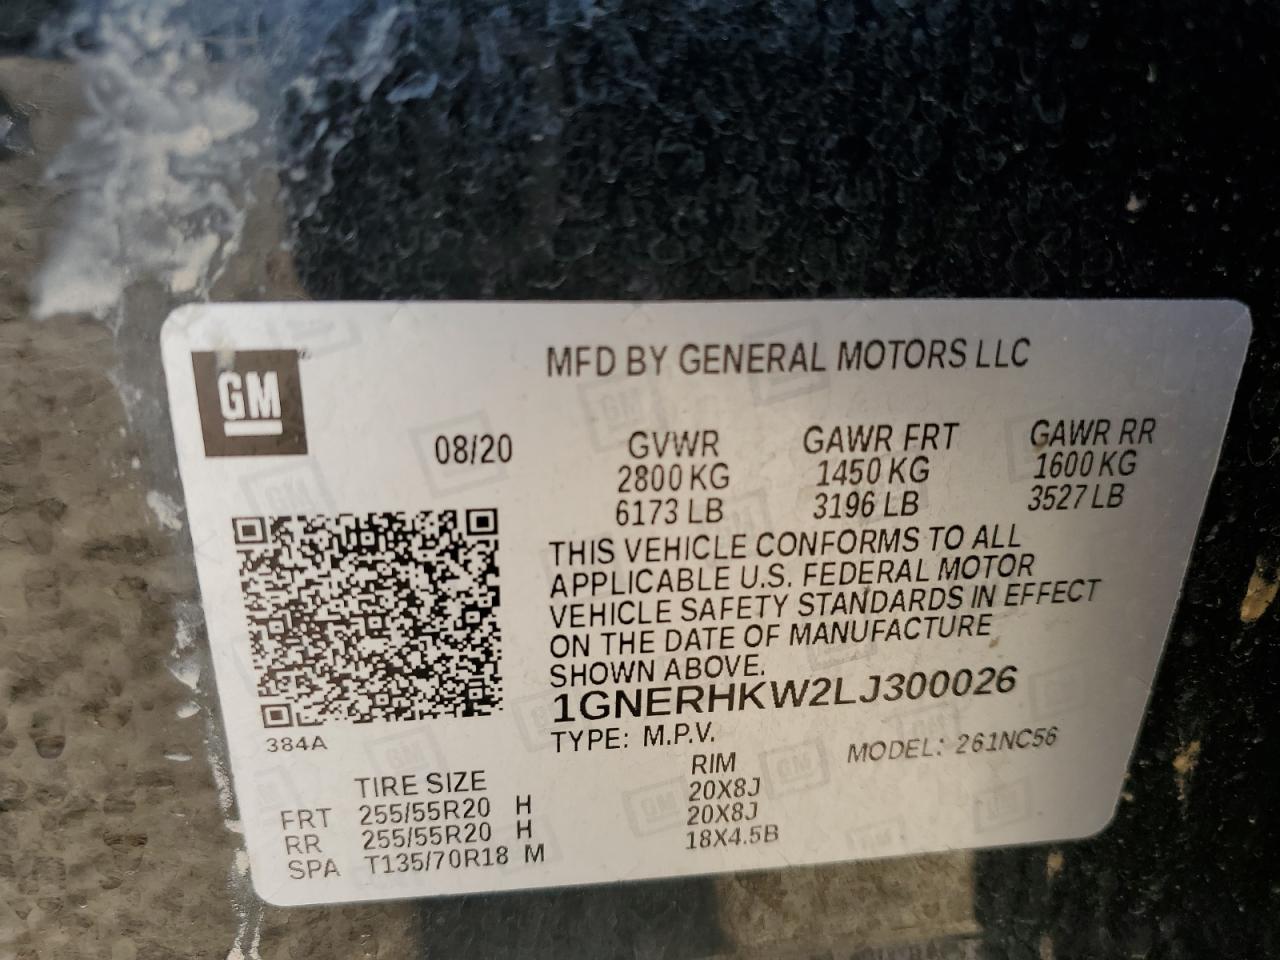 GM
MFD BY GENERAL MOTORS LLC
08/20 GVWR GAWR FRT GAWR RR
2800 KG 1450 KG 1600 KG
6173 LB 3196 LB 3527 LB
THIS VEHICLE CONFORMS TO ALL
APPLICABLE U.S. FEDERAL MOTOR
VEHICLE SAFETY STANDARDS IN EFFECT
ON THE DATE OF MANUFACTURE
SHOWN ABOVE.
1GNERHKW2LJ300026
384A
TYPE: M.P.V. MODEL: 261NC56
TIRE SIZE RIM
FRT 255/55R20 H 20X8J
RR 255/55R20 H 20X8J
SPA T135/70R18 M 18X4.5B